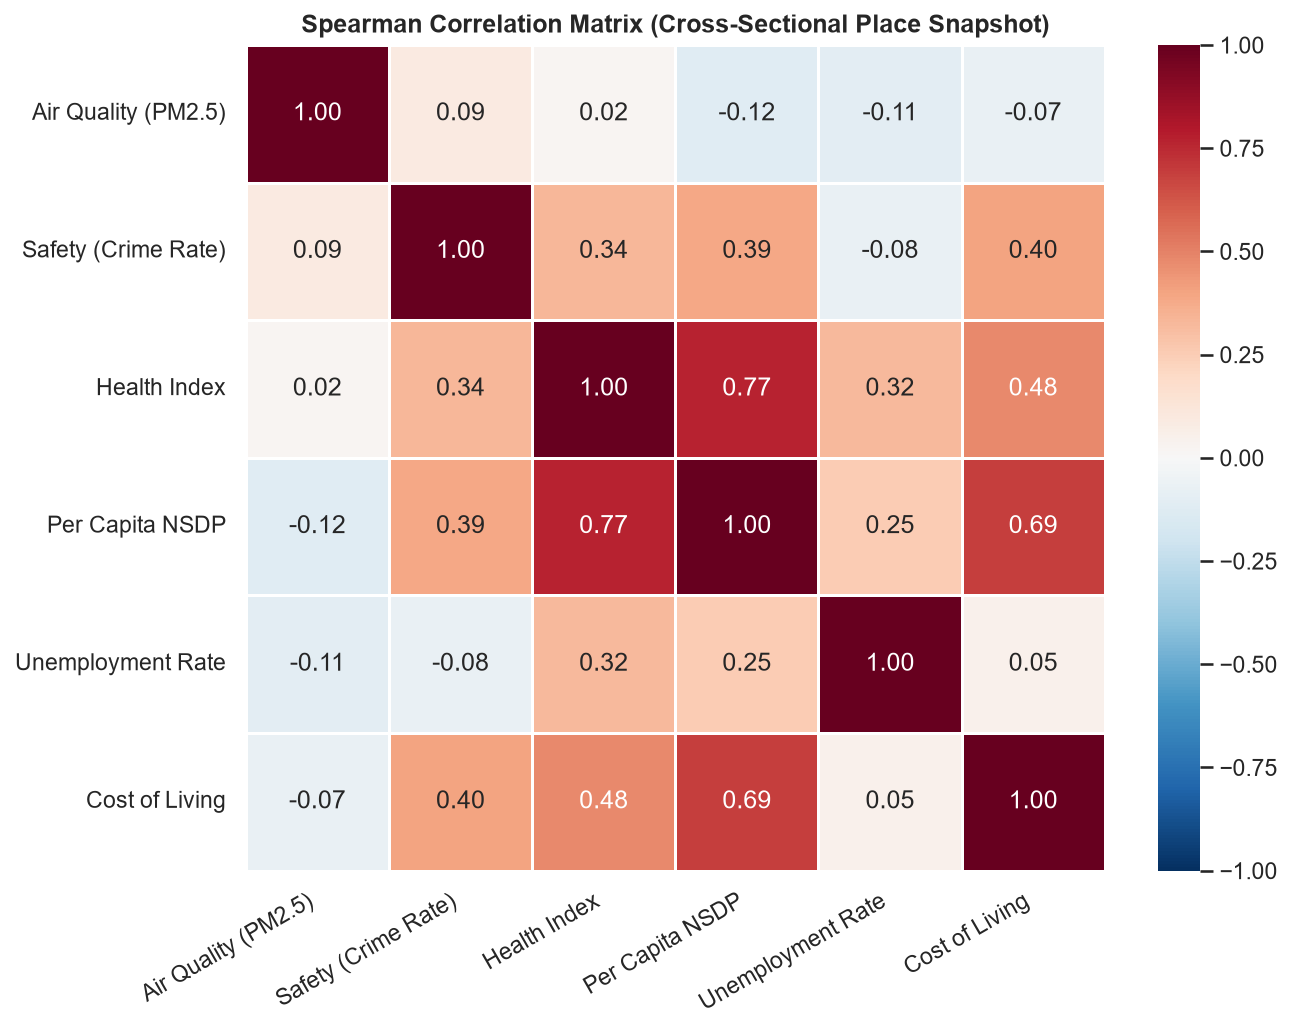 Spearman Correlation Matrix (Cross-Sectional Place Snapshot)
Air Quality (PM2.5) 1.00 0.09 0.02 -0.12 -0.11 -0.07
Safety (Crime Rate) 0.09 1.00 0.34 0.39 -0.08 0.40
Health Index 0.02 0.34 1.00 0.77 0.32 0.48
Per Capita NSDP -0.12 0.39 0.77 1.00 0.25 0.69
Unemployment Rate -0.11 -0.08 0.32 0.25 1.00 0.05
Cost of Living -0.07 0.40 0.48 0.69 0.05 1.00
Air Quality (PM2.5)
Safety (Crime Rate)
Health Index
Per Capita NSDP
Unemployment Rate
Cost of Living
1.00
0.75
0.50
0.25
0.00
−0.25
−0.50
−0.75
−1.00